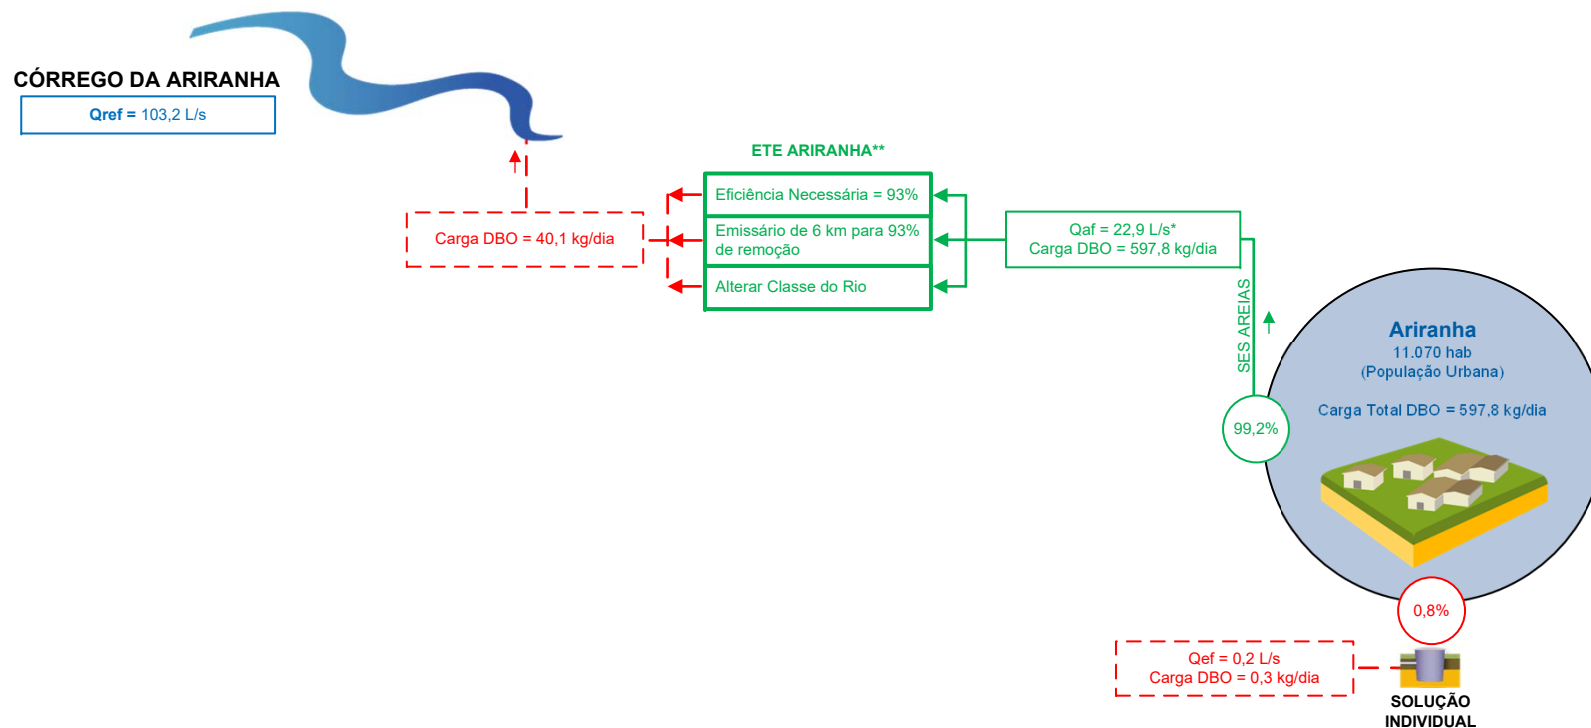 CÓRREGO DA ARIRANHA
Qref = 103,2 L/s
ETE ARIRANHA**
Eficiência Necessária = 93%
Emissário de 6 km para 93%
de remoção
Alterar Classe do Rio
Carga DBO = 40,1 kg/dia
Qaf = 22,9 L/s*
Carga DBO = 597,8 kg/dia
SES AREIAS
Ariranha
11.070 hab
(População Urbana)
Carga Total DBO = 597,8 kg/dia
99,2%
0,8%
Qef = 0,2 L/s
Carga DBO = 0,3 kg/dia
SOLUÇÃO
INDIVIDUAL